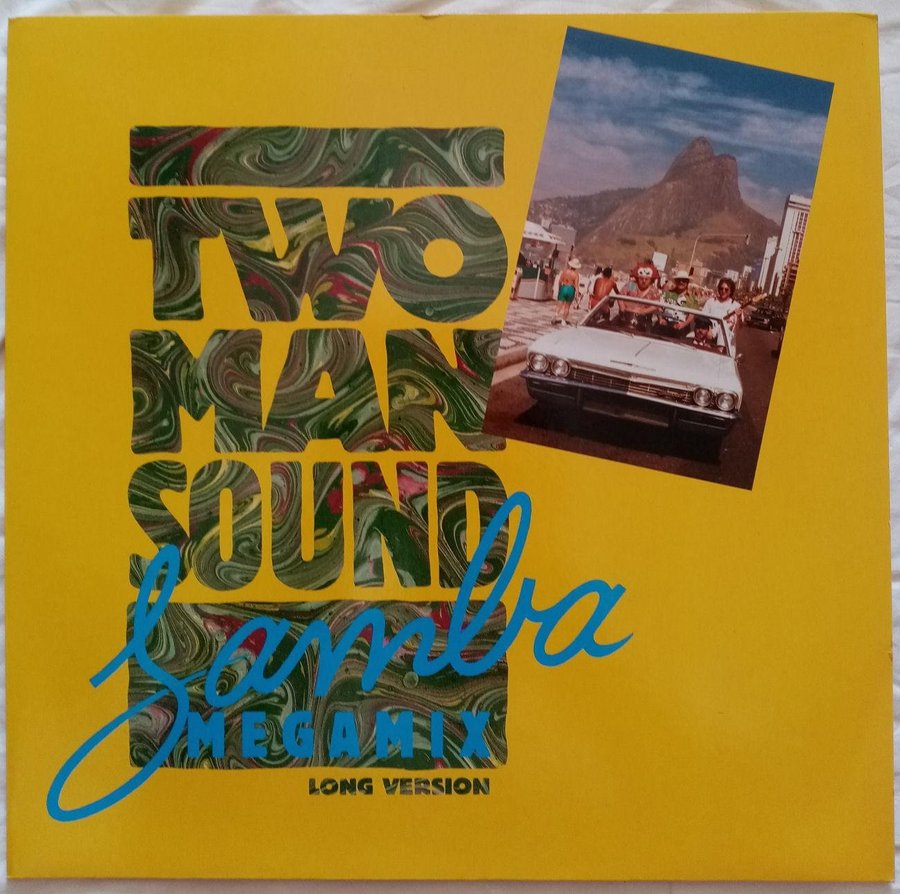 TWO
MAN
SOUND
Samba
MEGAMIX
LONG VERSION